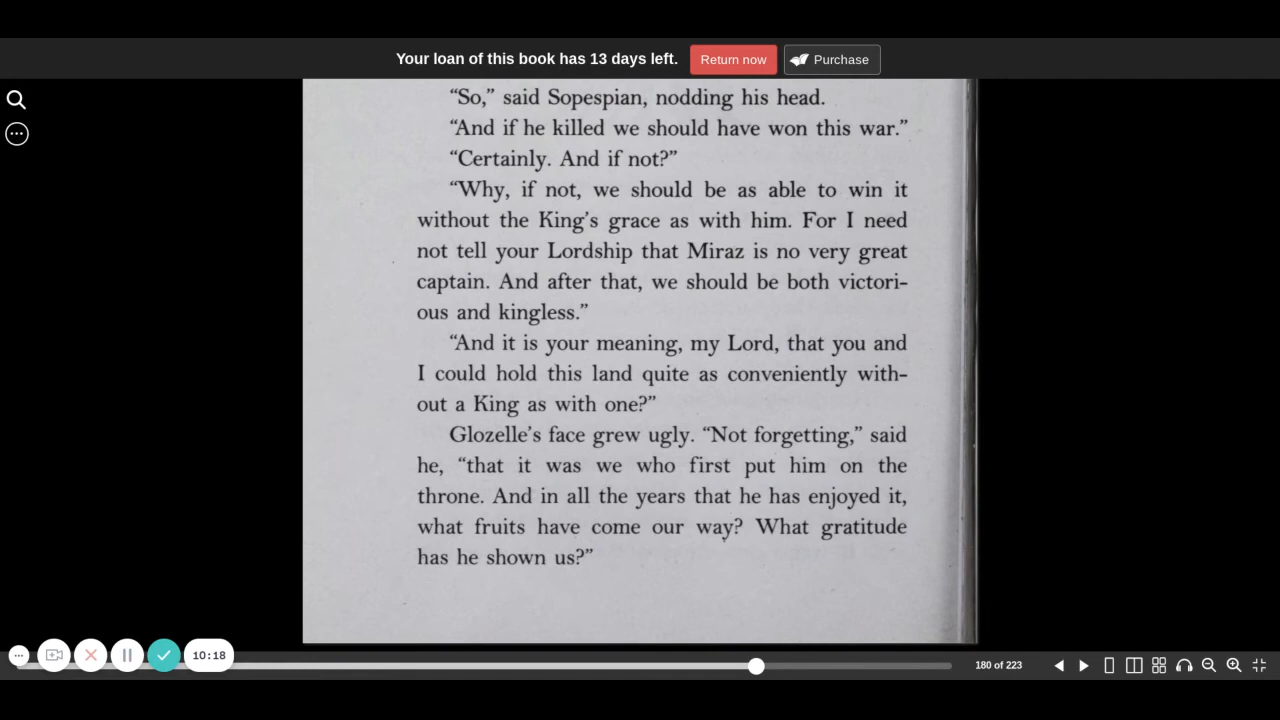 Your loan of this book has 13 days left. Return now Purchase
“So,” said Sopespian, nodding his head.
“And if he killed we should have won this war.”
“Certainly. And if not?”
“Why, if not, we should be as able to win it
without the King’s grace as with him. For I need
not tell your Lordship that Miraz is no very great
captain. And after that, we should be both victori-
ous and kingless.”
“And it is your meaning, my Lord, that you and
I could hold this land quite as conveniently with-
out a King as with one?”
Glozelle’s face grew ugly. “Not forgetting,” said
he, “that it was we who first put him on the
throne. And in all the years that he has enjoyed it,
what fruits have come our way? What gratitude
has he shown us?”
10:18
180 of 223